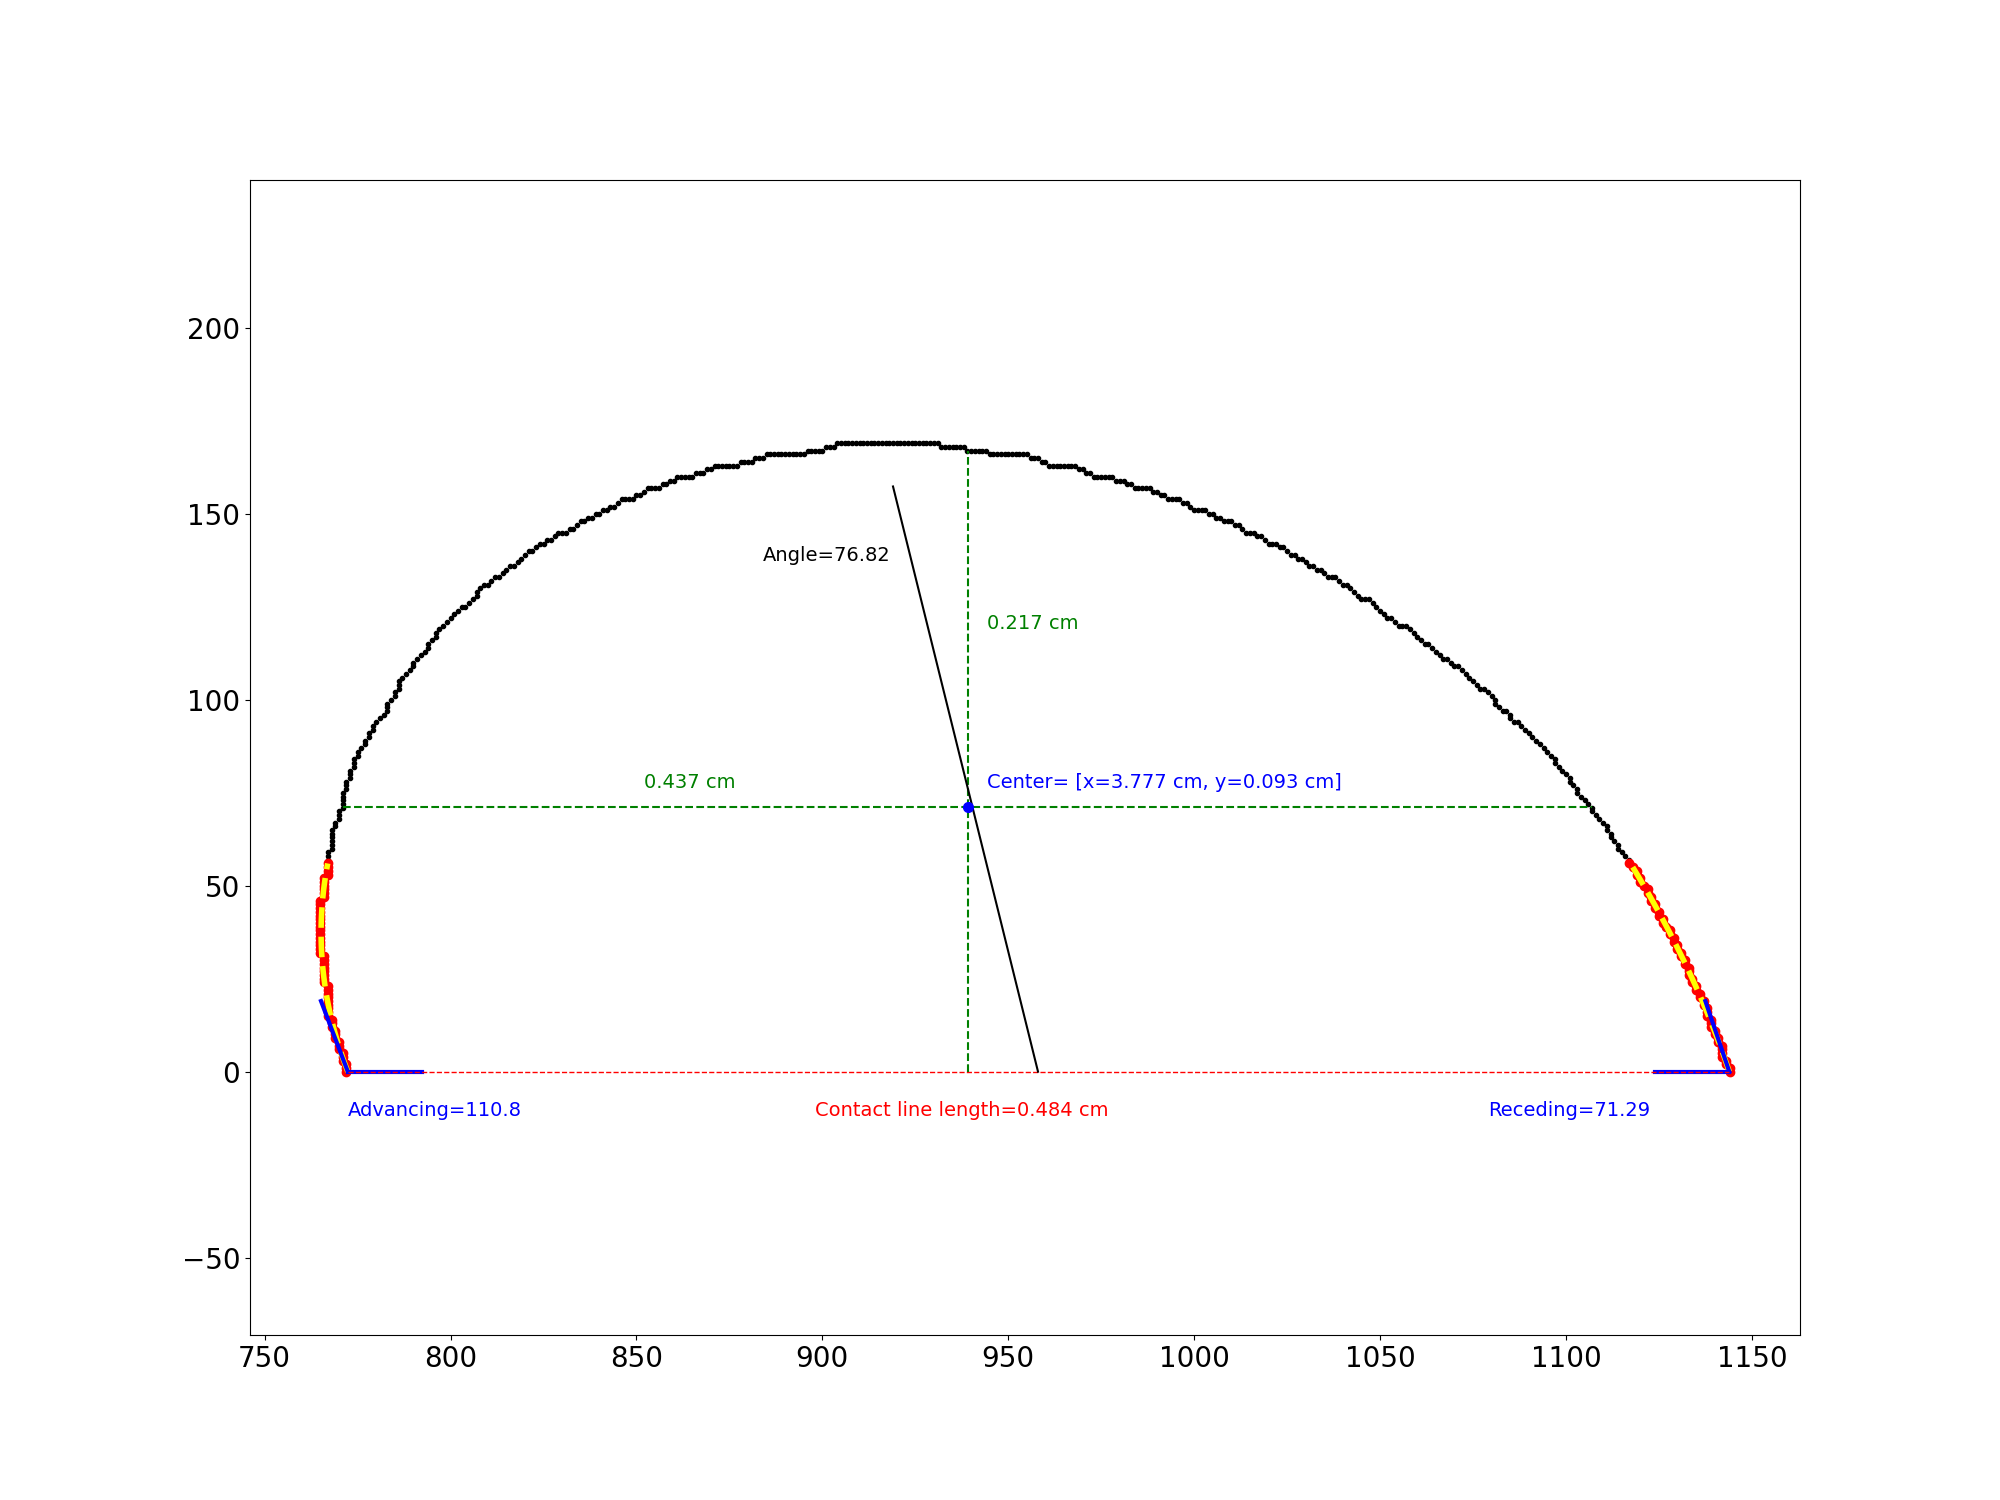 200
150
Angle=76.82
0.217 cm
100
0.437 cm
Center= [x=3.777 cm, y=0.093 cm]
50
0
Advancing=110.8
Contact line length=0.484 cm
Receding=71.29
−50
750 800 850 900 950 1000 1050 1100 1150